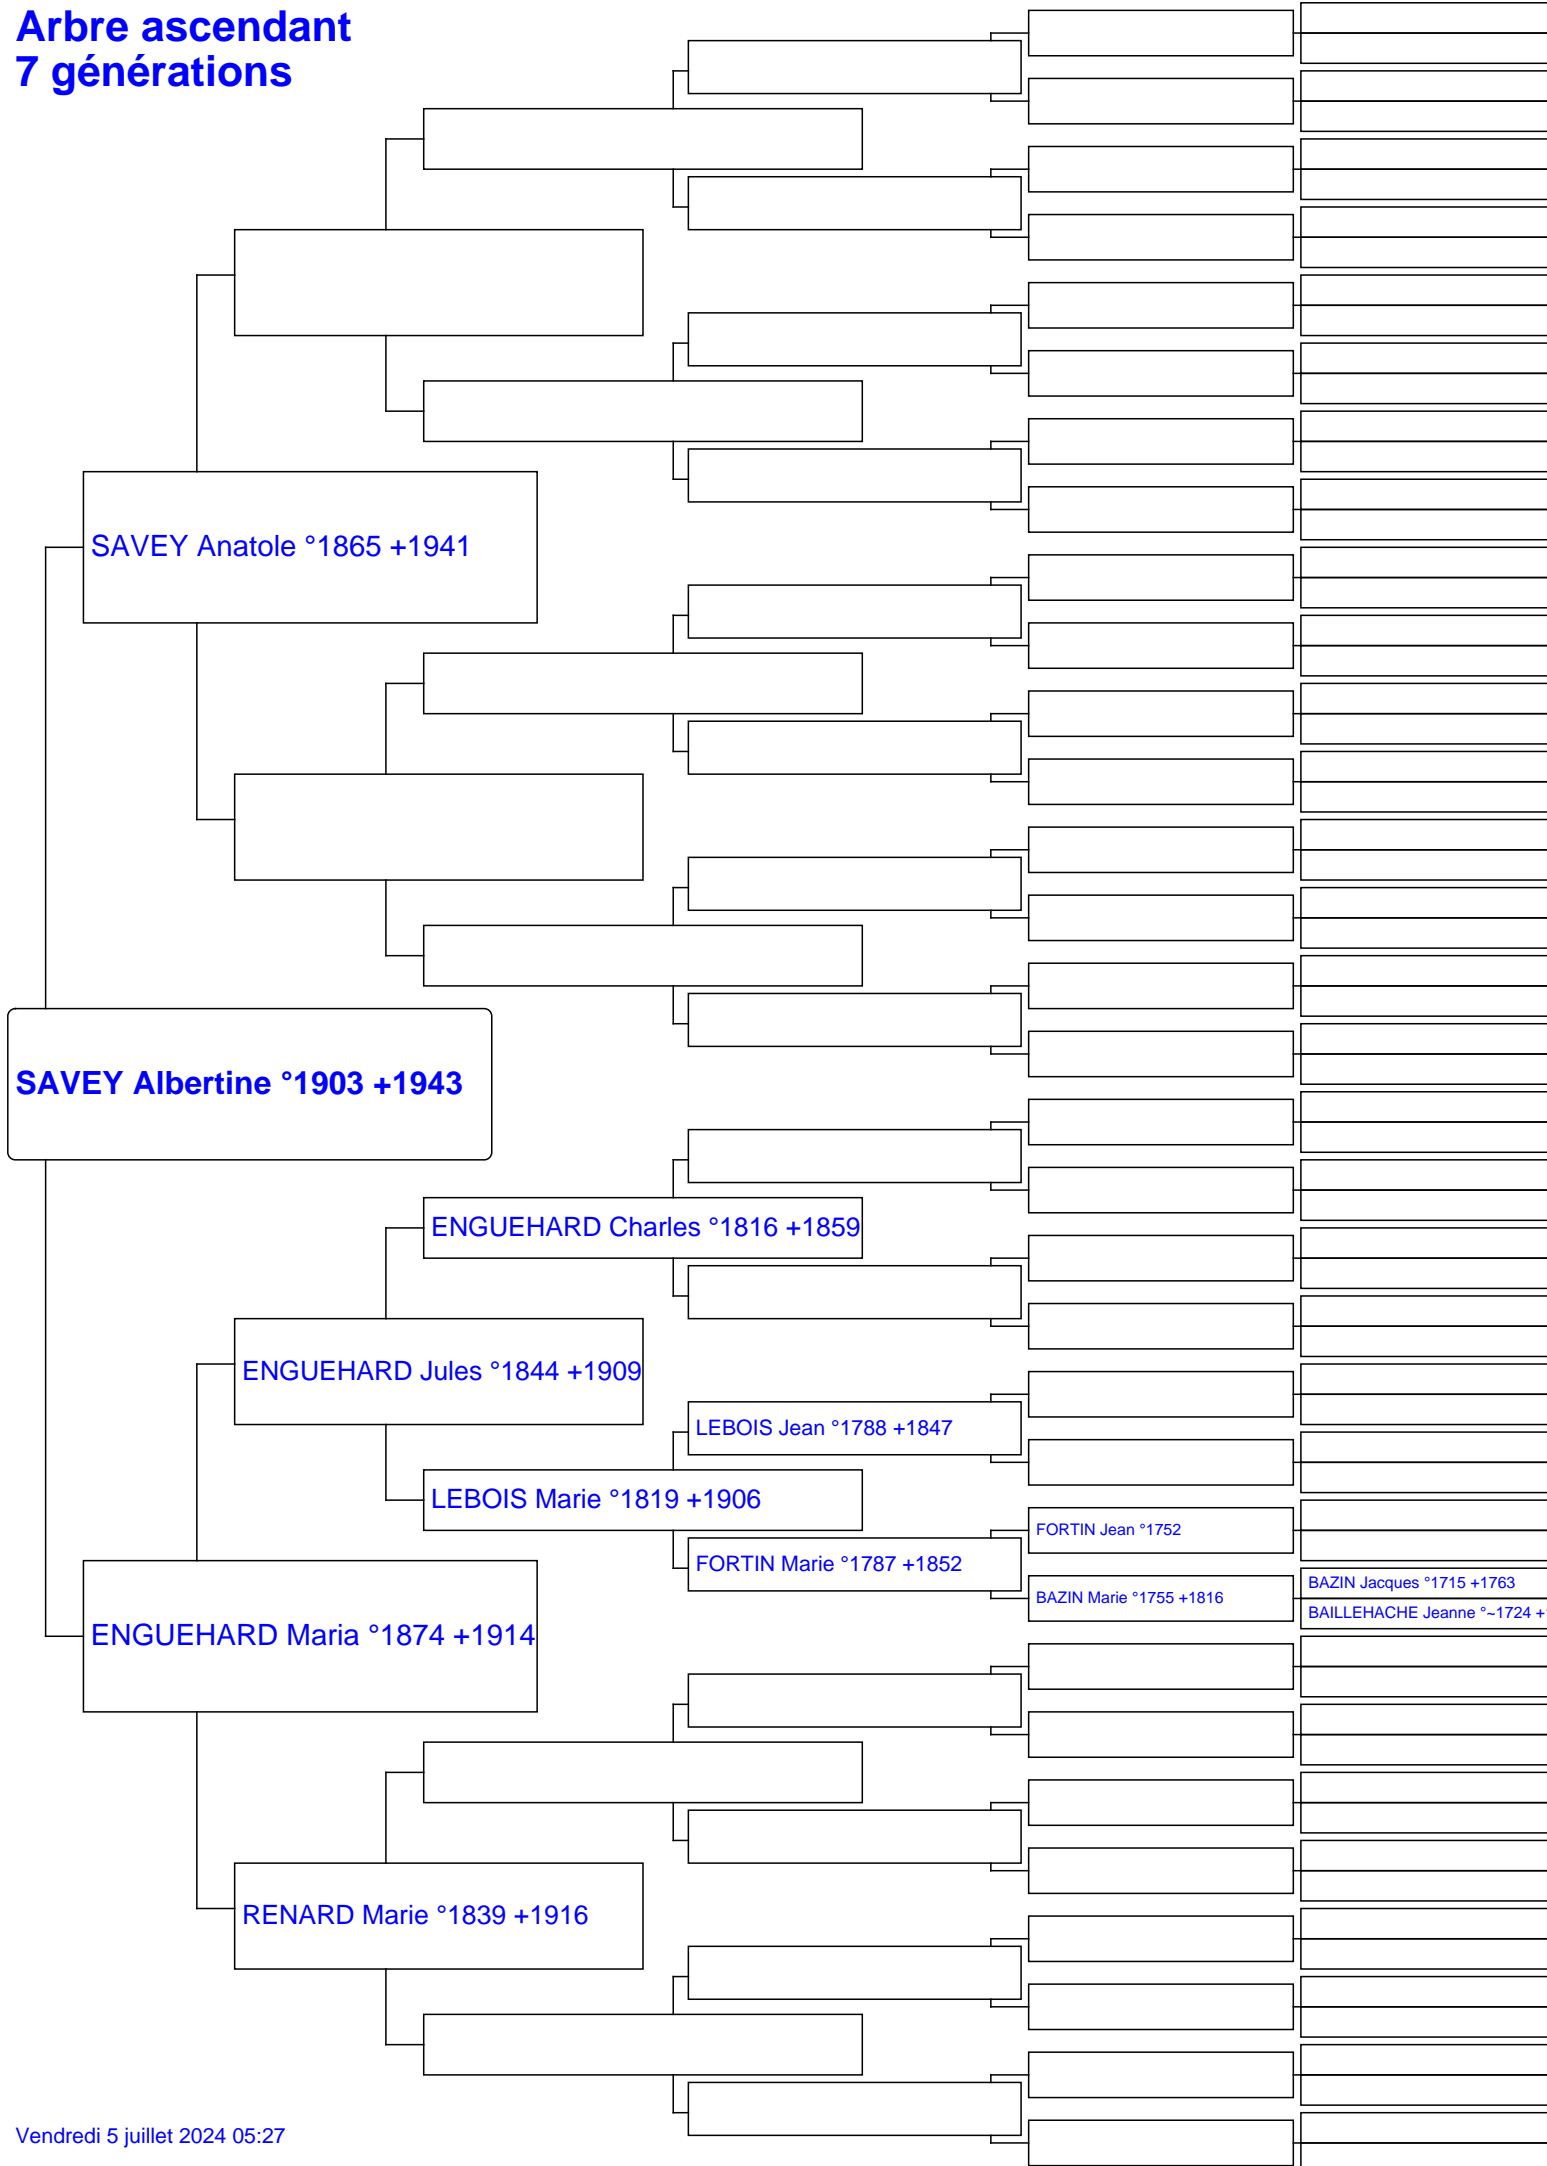 Arbre ascendant
7 générations
SAVEY Anatole °1865 +1941
SAVEY Albertine °1903 +1943
ENGUEHARD Charles °1816 +1859
ENGUEHARD Jules °1844 +1909
LEBOIS Jean °1788 +1847
LEBOIS Marie °1819 +1906
FORTIN Jean °1752
FORTIN Marie °1787 +1852
BAZIN Jacques °1715 +1763
BAZIN Marie °1755 +1816
BAILLEHACHE Jeanne °~1724 +
ENGUEHARD Maria °1874 +1914
RENARD Marie °1839 +1916
Vendredi 5 juillet 2024 05:27